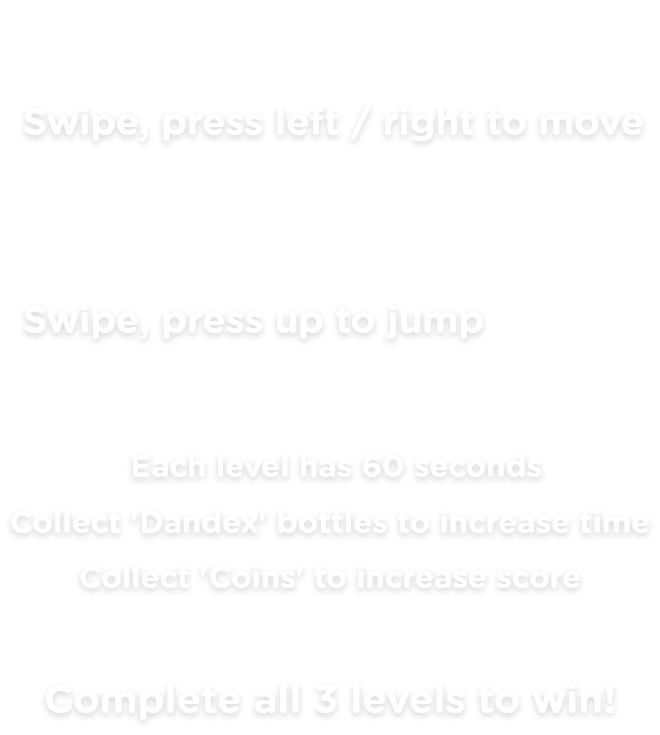 Swipe, press left / right to move
Swipe, press up to jump
Each level has 60 seconds
Collect 'Dandex' bottles to increase time
Collect 'Coins' to increase score
Complete all 3 levels to win!